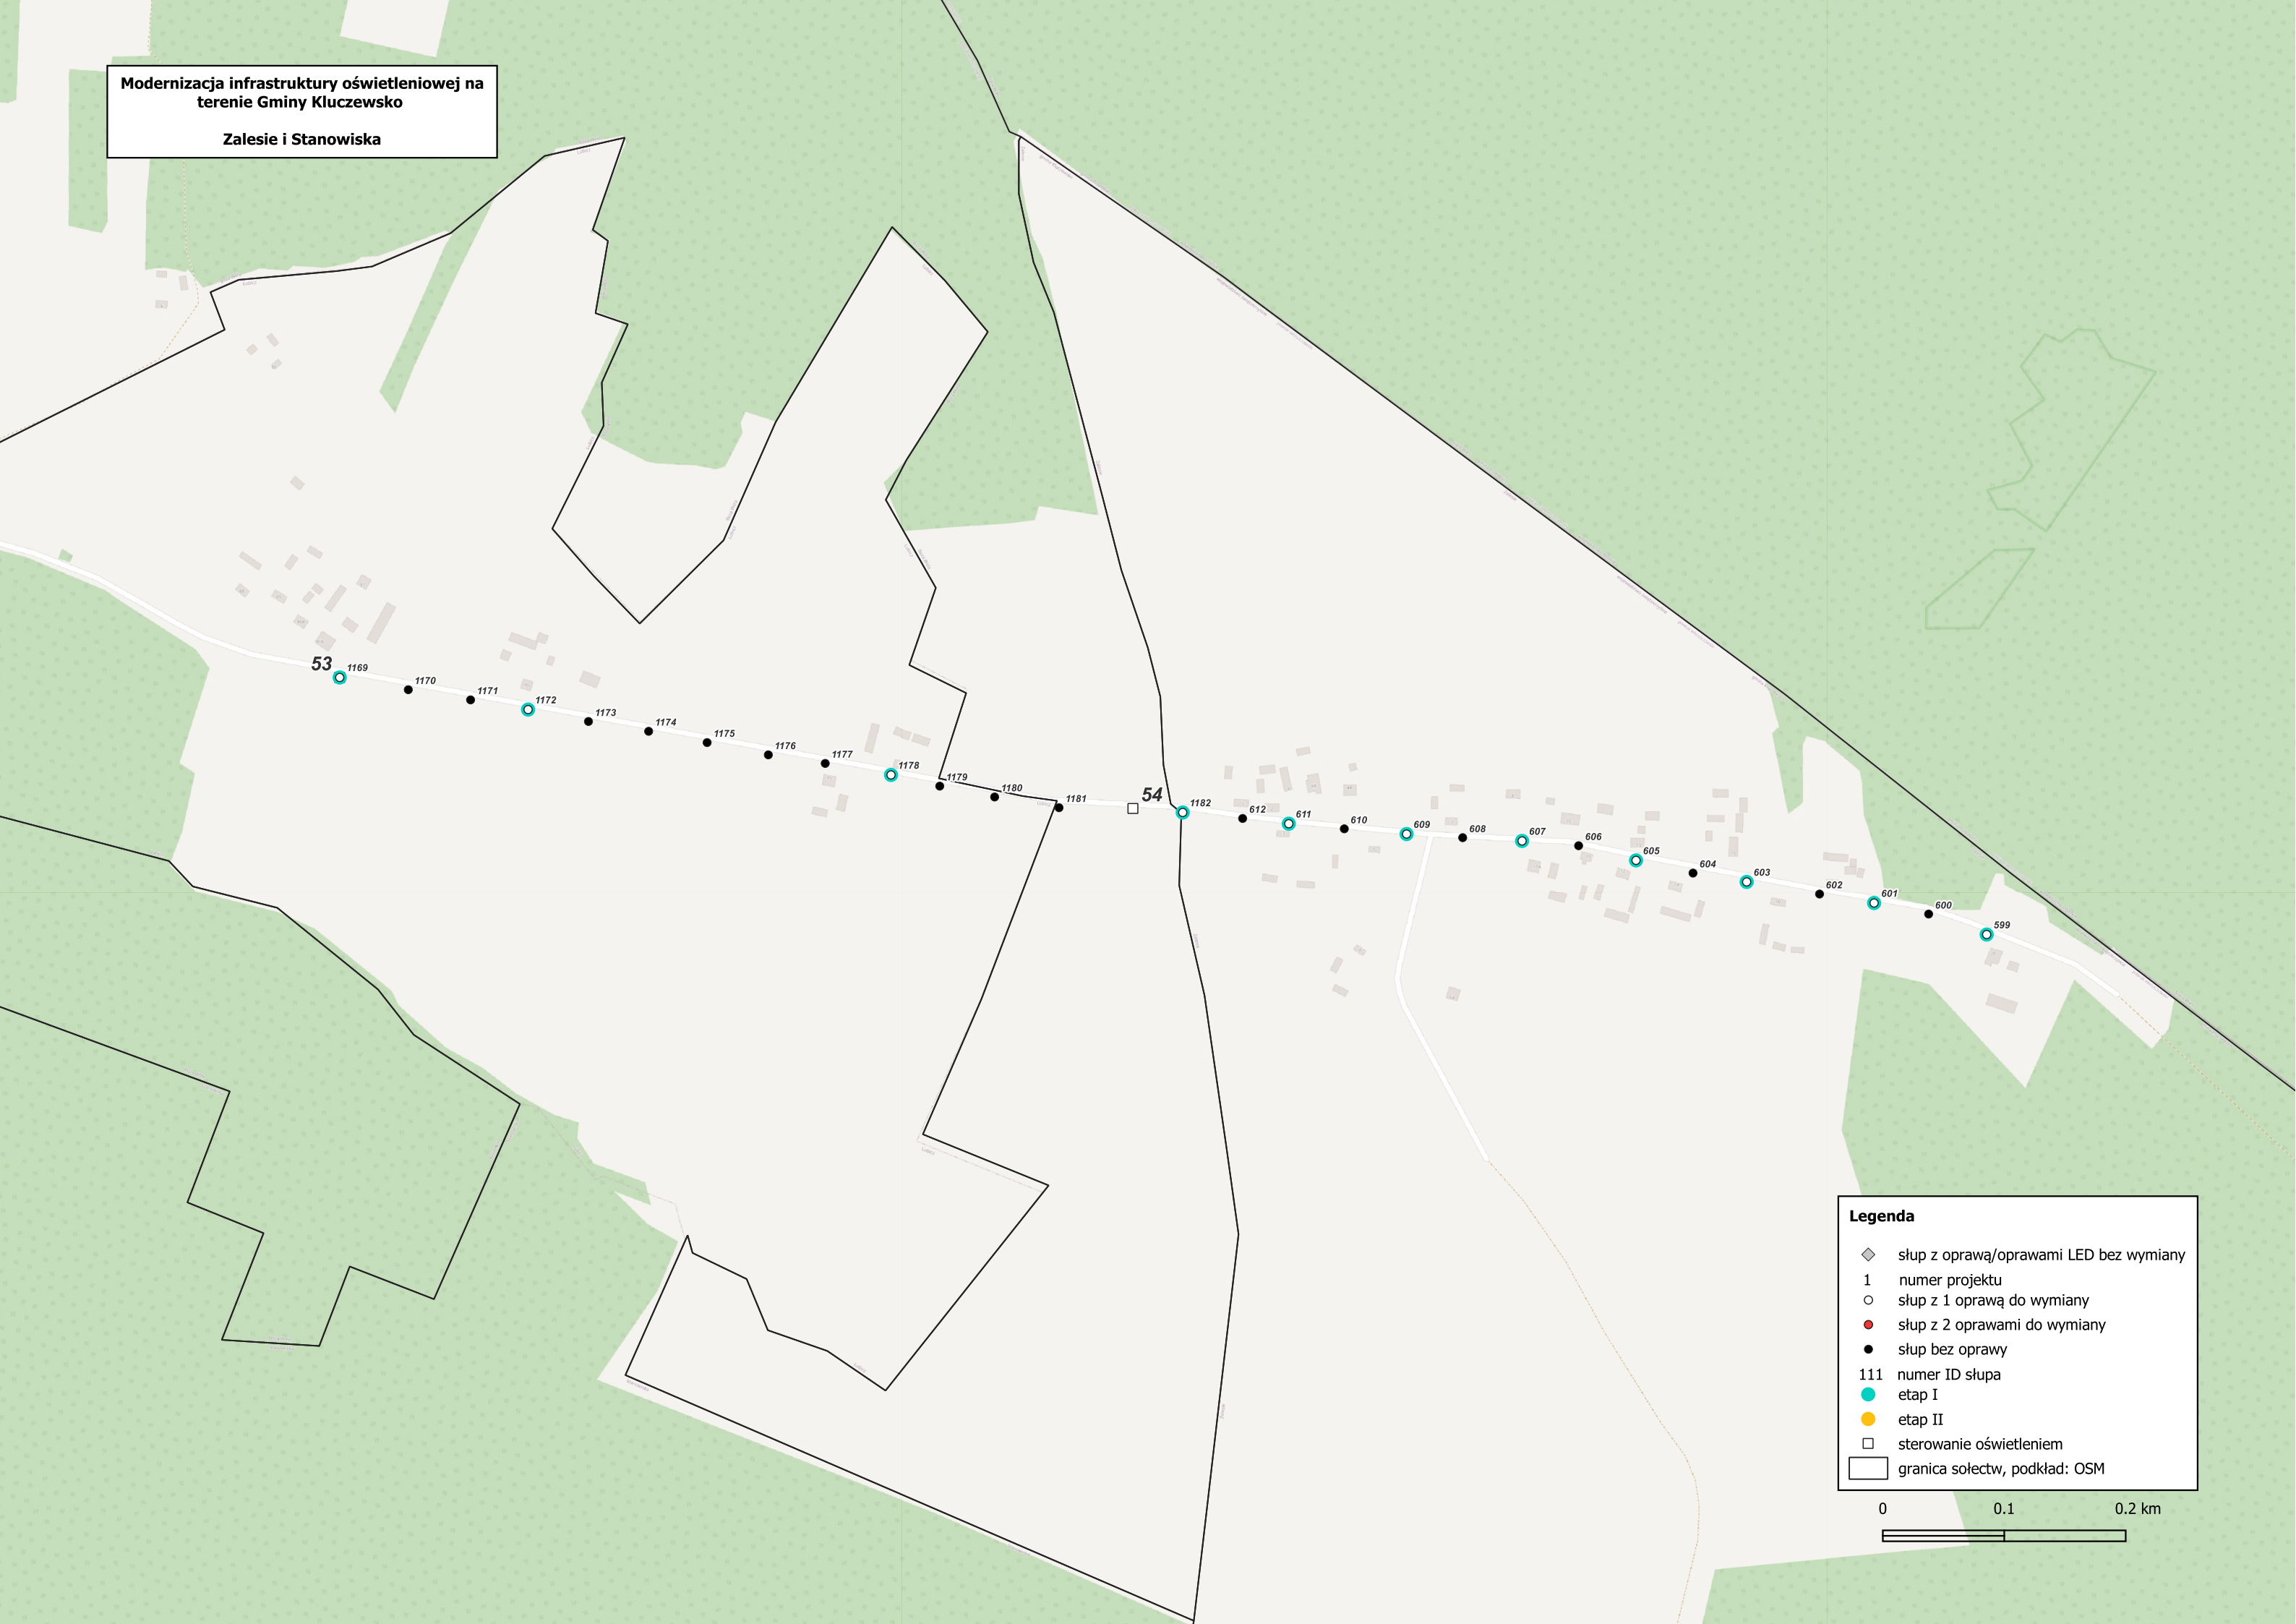 Modernizacja infrastruktury oświetleniowej na
terenie Gminy Kluczewsko
Zalesie i Stanowiska
53
1169
1170
1171
1172
1173
1174
1175
1176
1177
1178
1179
1180
1181
54
1182
612
611
610
609
608
607
606
605
604
603
602
601
600
599
Legenda
słup z oprawą/oprawami LED bez wymiany
1 numer projektu
słup z 1 oprawą do wymiany
słup z 2 oprawami do wymiany
słup bez oprawy
111 numer ID słupa
etap I
etap II
sterowanie oświetleniem
granica sołectw, podkład: OSM
0 0.1 0.2 km